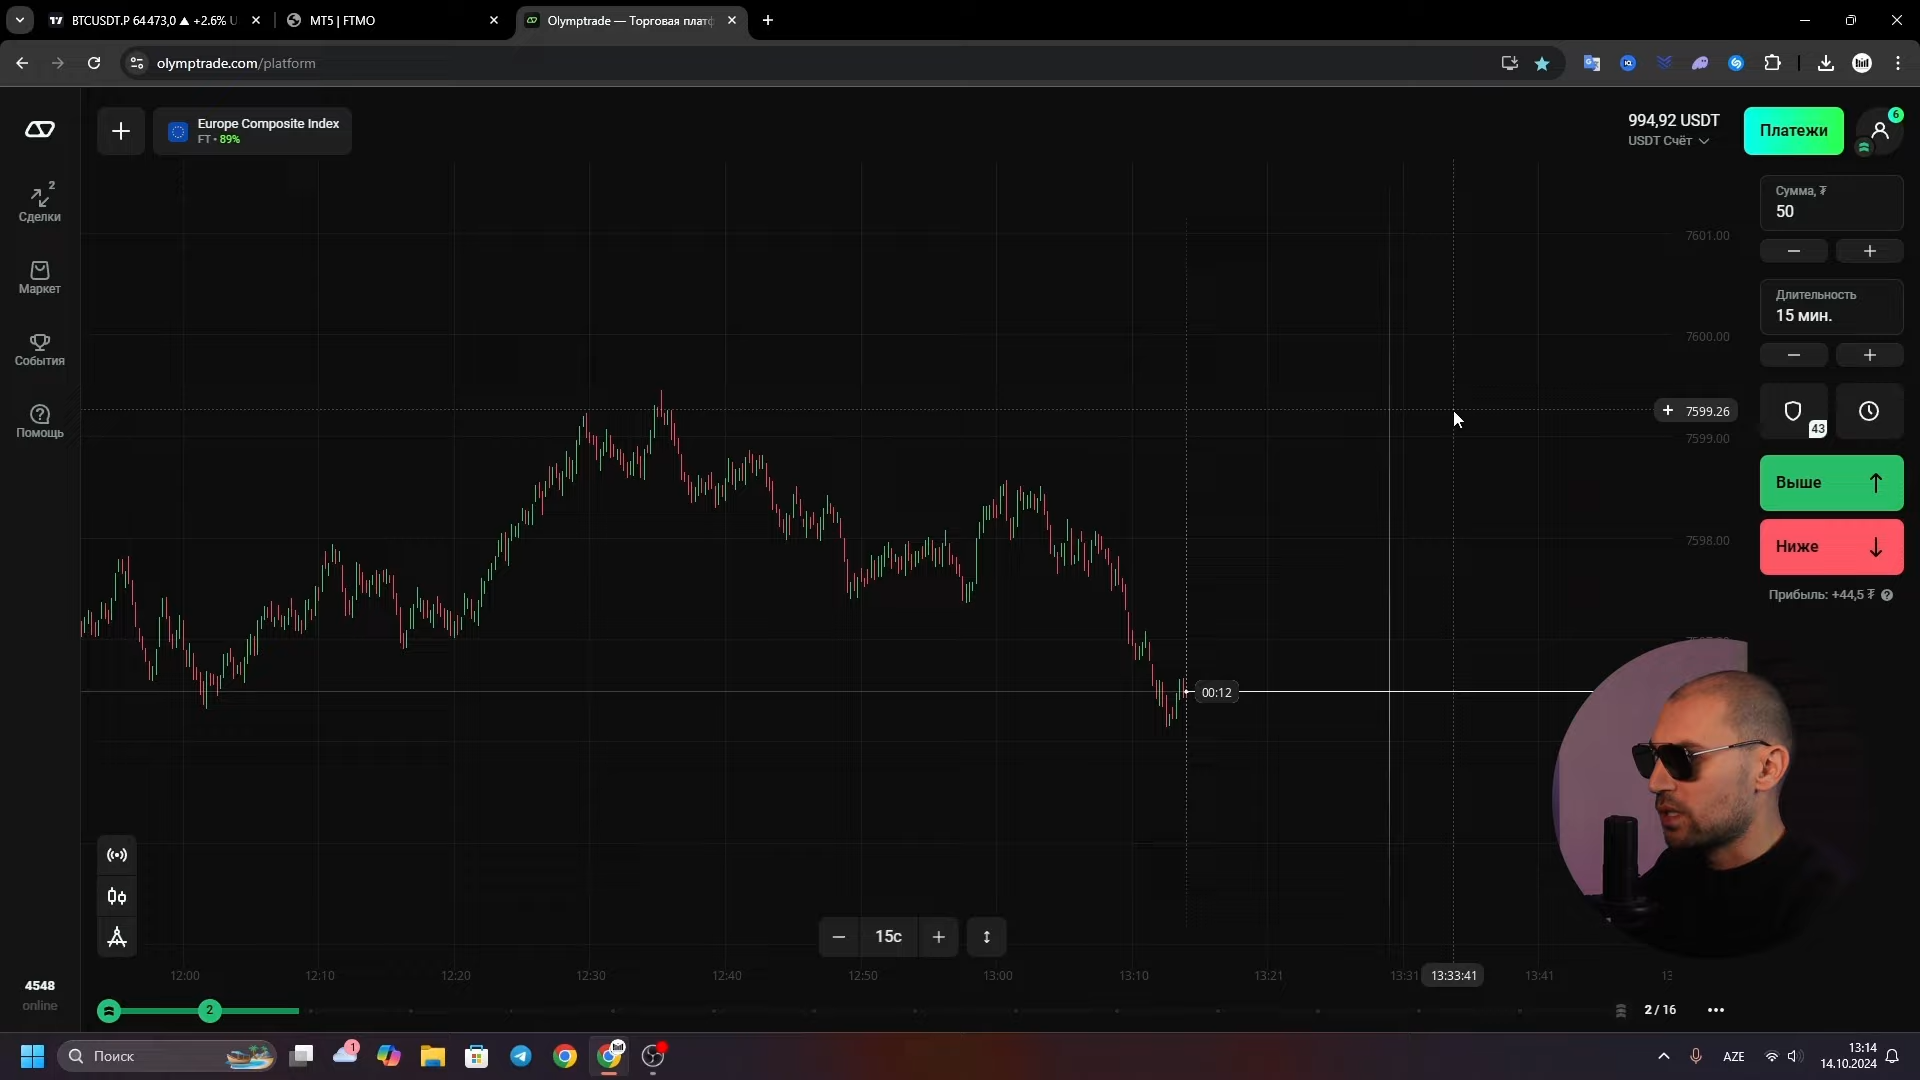 BTCUSDT.P 64 473,0 ▲ +2.6% U
MT5 | FTMO
Olymptrade — Торговая платф
olymptrade.com/platform
Europe Composite Index
FT • 89%
994,92 USDT
USDT Счёт
Платежи
6
2
Сделки
Маркет
События
Помощь
Сумма, ₮
50
Длительность
15 мин.
43
Выше
Ниже
Прибыль: +44,5 ₮
7601.00
7600.00
+ 7599.26
7599.00
7598.00
00:12
15с
12:00
12:10
12:20
12:30
12:40
12:50
13:00
13:10
13:21
13:31
13:33:41
13:41
4548
online
2
2 / 16
Поиск
1
AZE
13:14
14.10.2024